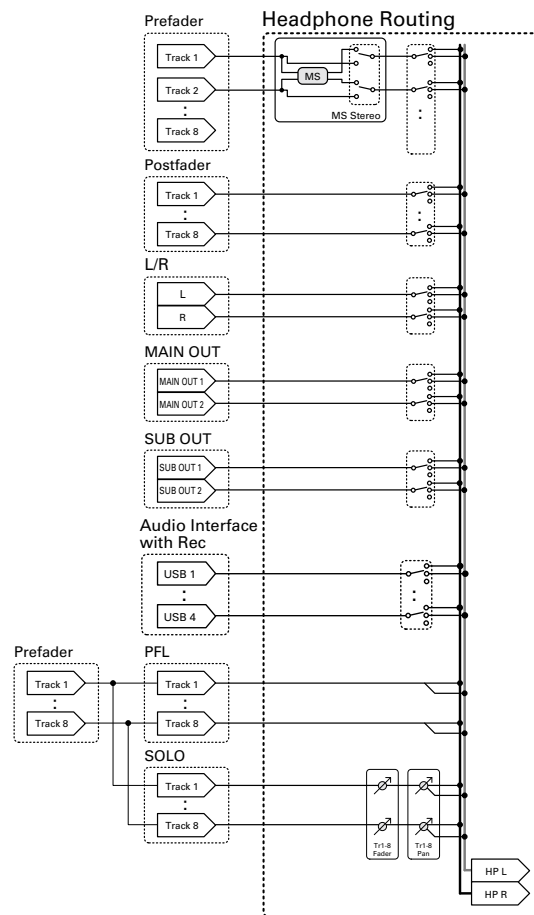 Prefader
Headphone Routing
Track 1
MS
Track 2
:
MS Stereo
:
Track 8
Postfader
Track 1
:
:
Track 8
L/R
L
R
MAIN OUT
MAIN OUT 1
MAIN OUT 2
SUB OUT
SUB OUT 1
SUB OUT 2
Audio Interface
with Rec
USB 1
:
:
USB 4
Prefader
PFL
Track 1
Track 1
:
:
Track 8
Track 8
SOLO
Track 1
:
Track 8
Tr1-8
Fader
Tr1-8
Pan
HP L
HP R